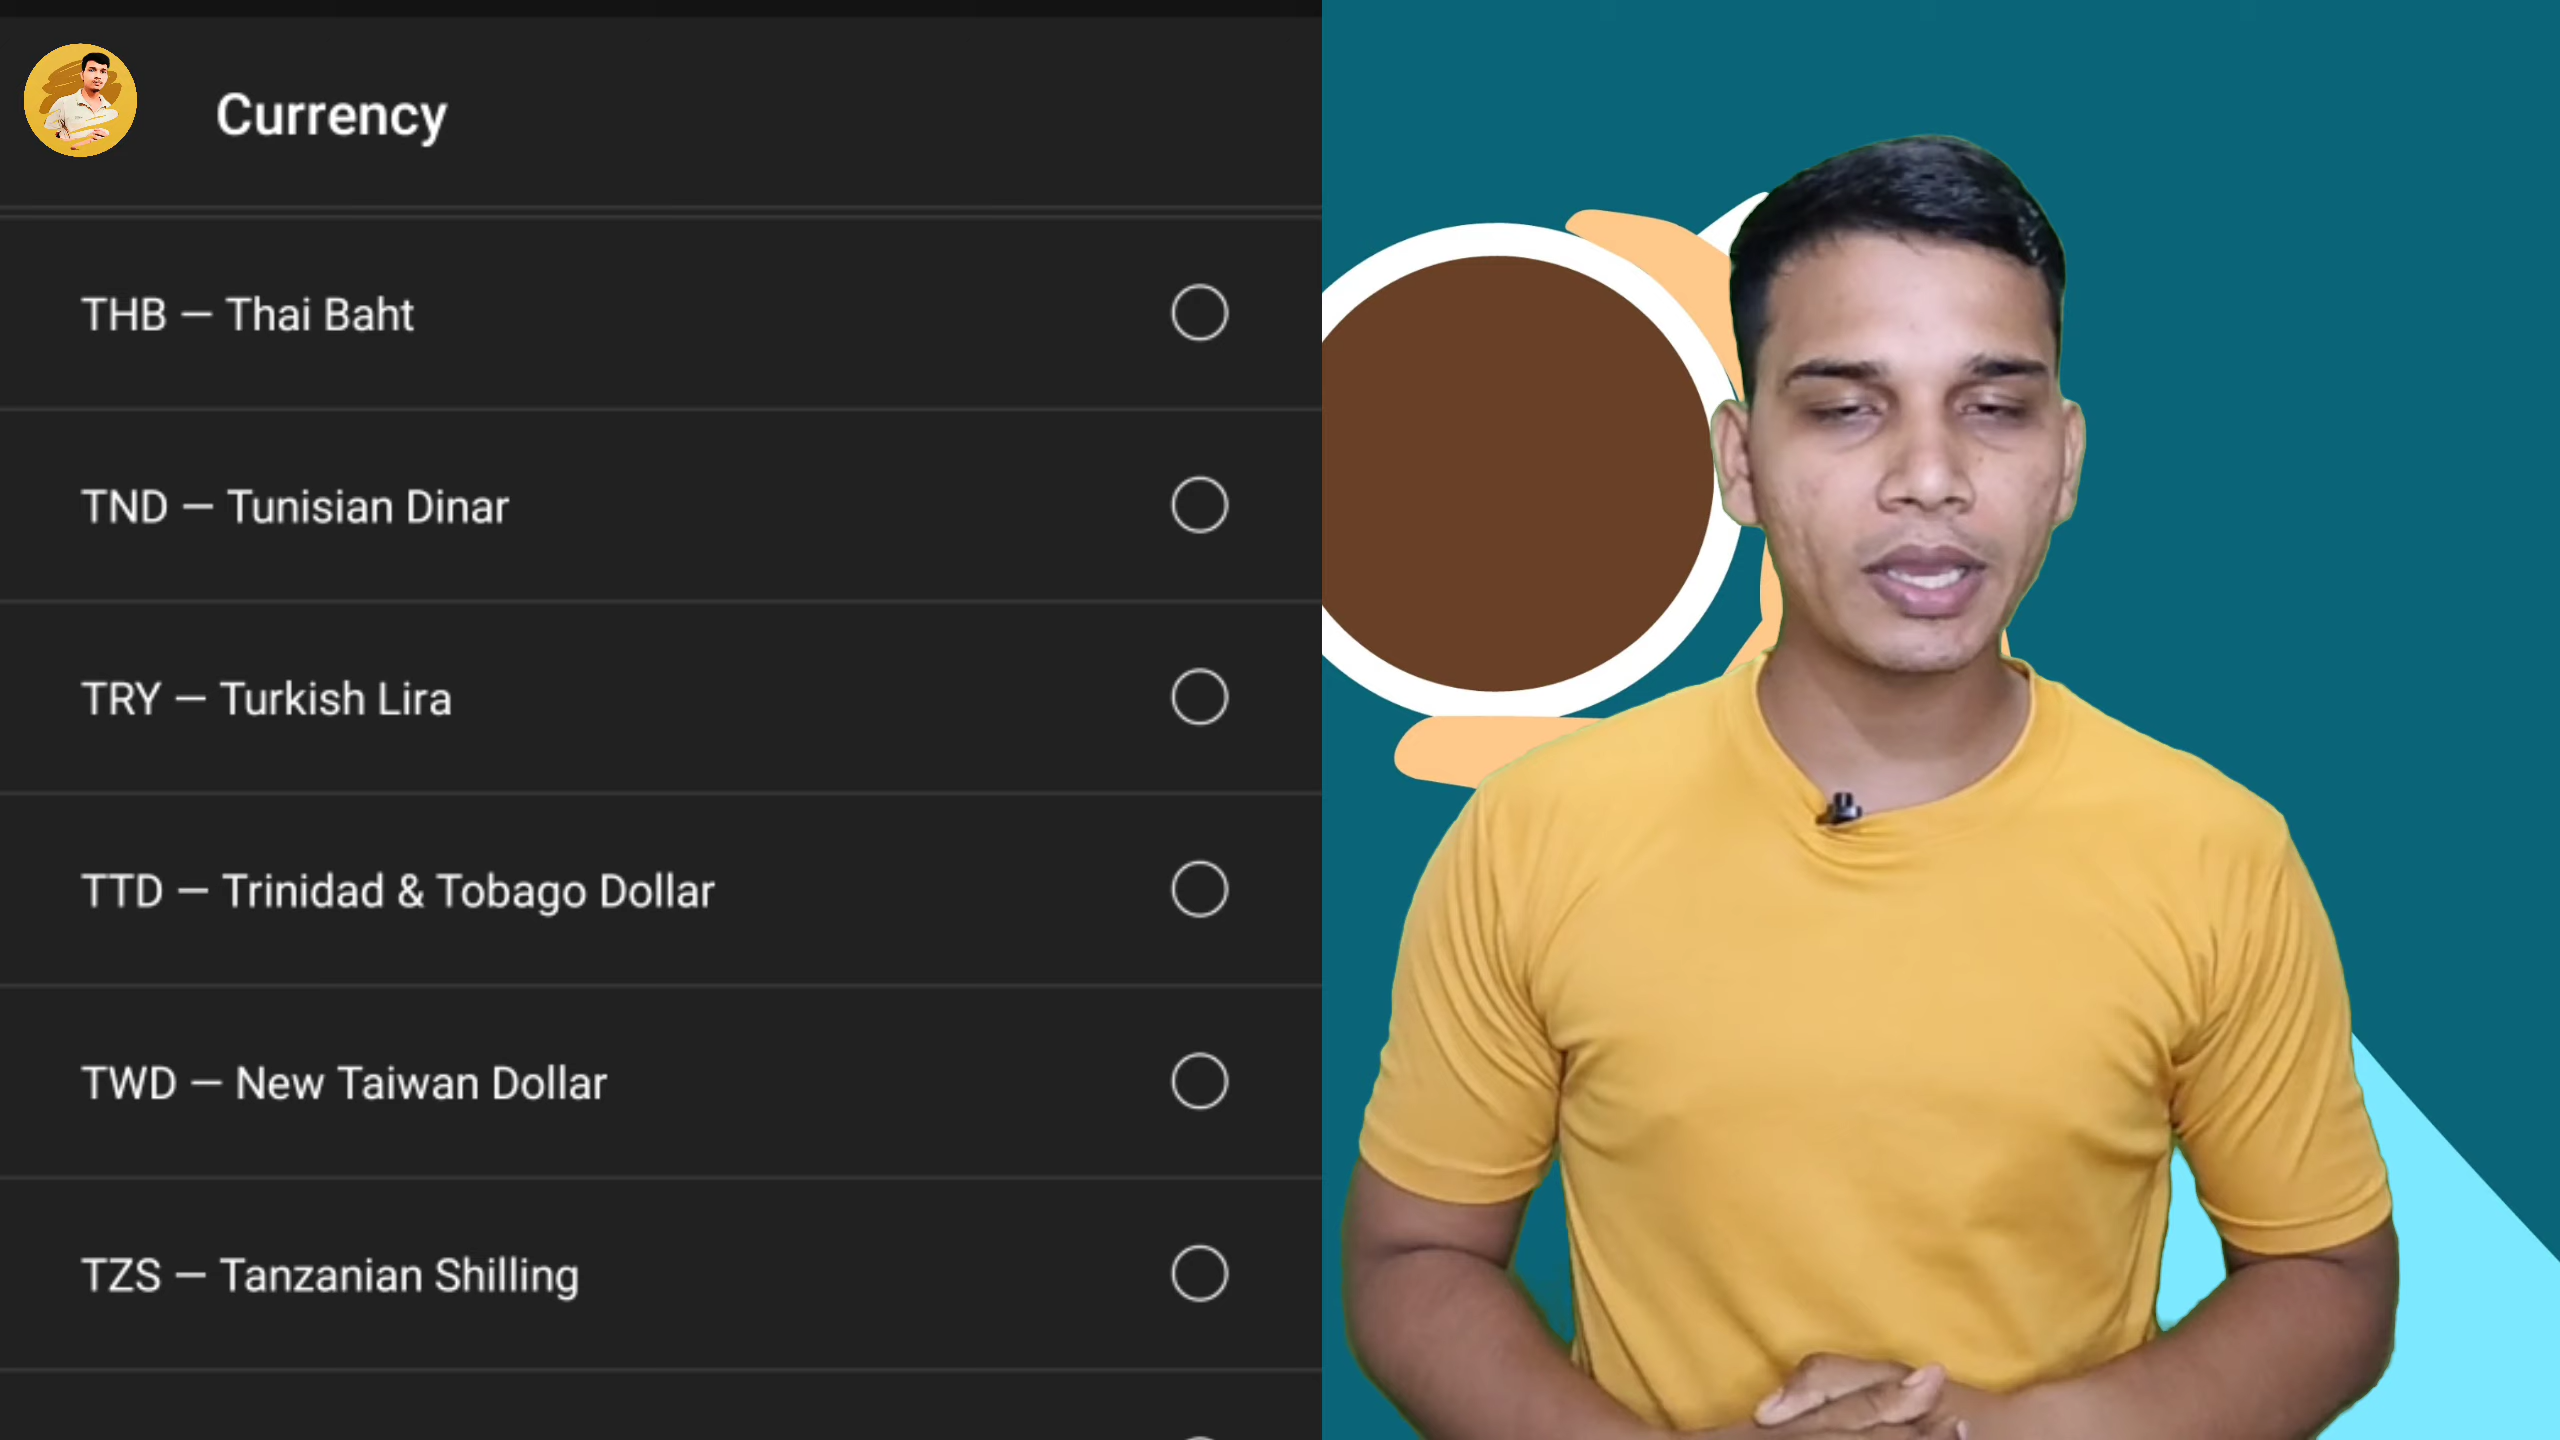 Currency
THB — Thai Baht
TND — Tunisian Dinar
TRY — Turkish Lira
TTD — Trinidad & Tobago Dollar
TWD — New Taiwan Dollar
TZS — Tanzanian Shilling